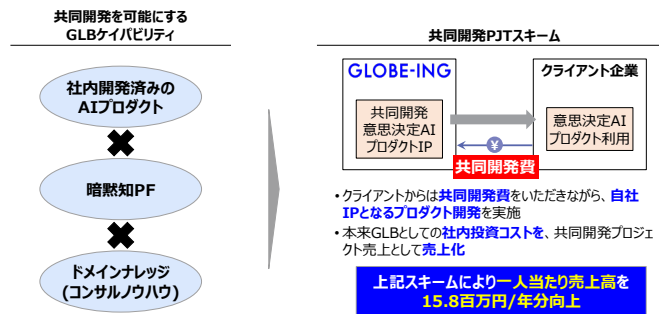 共同開発を可能にする
GLBケイパビリティ
社内開発済みの
AIプロダクト
暗黙知PF
ドメインナレッジ
(コンサルノウハウ)
共同開発PJTスキーム
GLOBE-ING
クライアント企業
共同開発
意思決定AI
プロダクトIP
意思決定AI
プロダクト利用
¥
共同開発費
•クライアントからは共同開発費をいただきながら、自社
IPとなるプロダクト開発を実施
•本来GLBとしての社内投資コストを、共同開発プロジェ
クト売上として売上化
上記スキームにより一人当たり売上高を
15.8百万円/年分向上